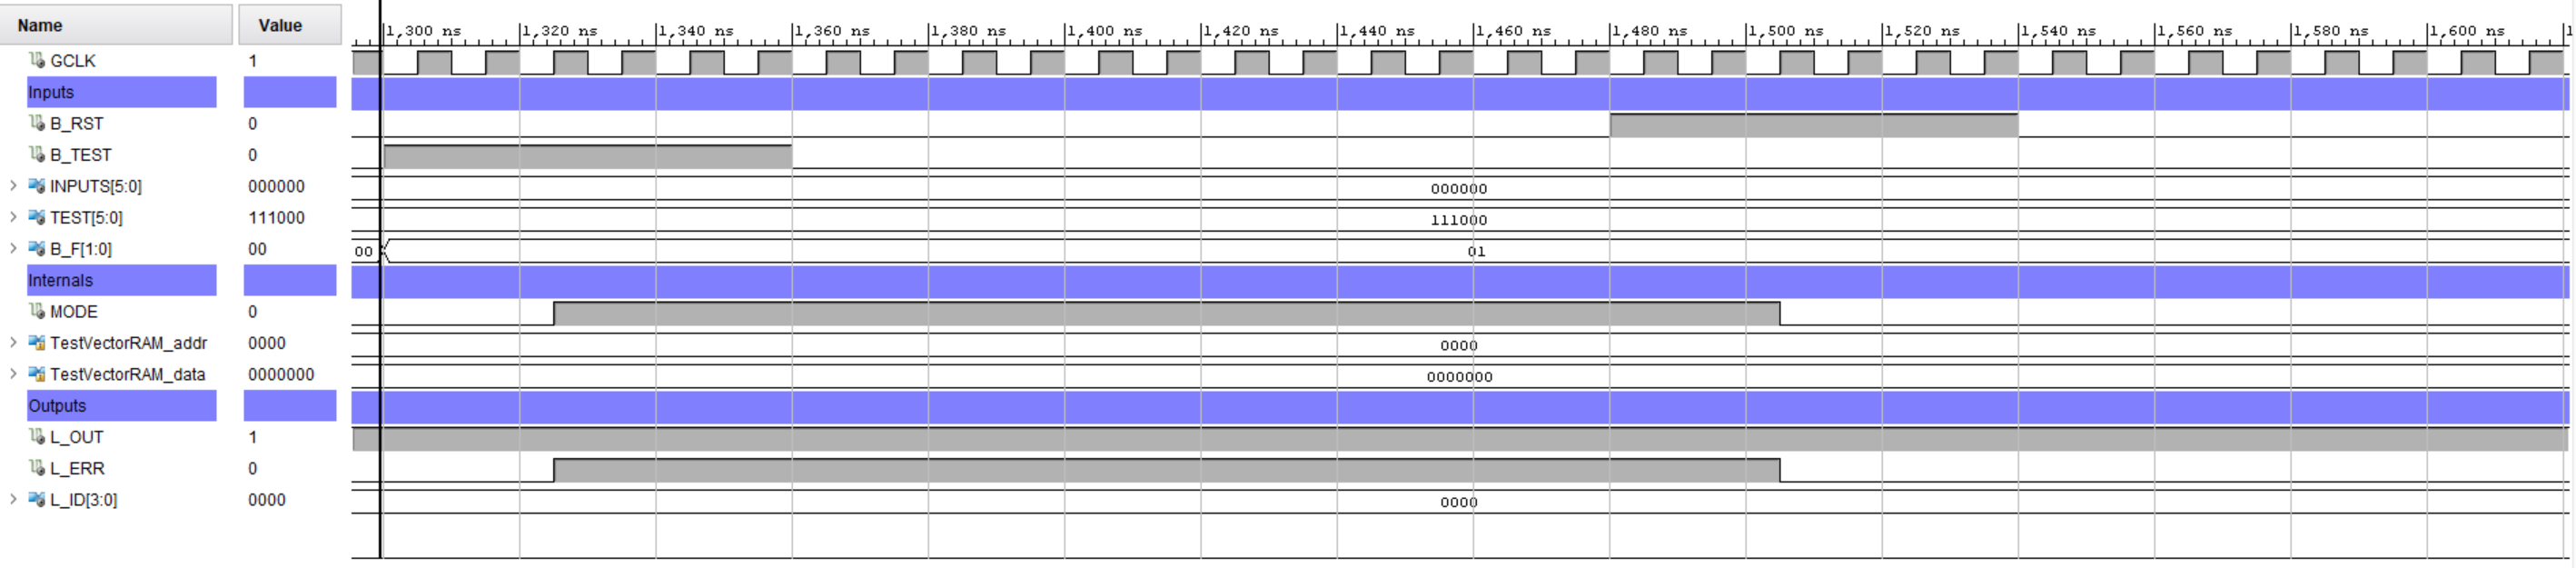 Name Value 1,300 ns 1,320 ns 1,340 ns 1,360 ns 1,380 ns 1,400 ns 1,420 ns 1,440 ns 1,460 ns 1,480 ns 1,500 ns 1,520 ns 1,540 ns 1,560 ns 1,580 ns 1,600 ns
GCLK 1
Inputs
B_RST 0
B_TEST 0
INPUTS[5:0] 000000 000000
TEST[5:0] 111000 111000
B_F[1:0] 00 00 01
Internals
MODE 0
TestVectorRAM_addr 0000 0000
TestVectorRAM_data 0000000 0000000
Outputs
L_OUT 1
L_ERR 0
L_ID[3:0] 0000 0000